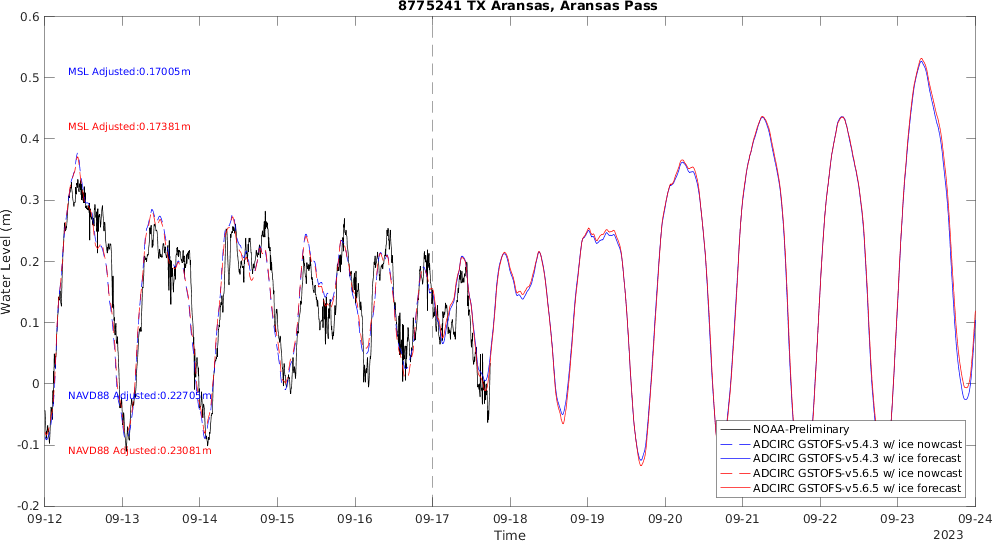 8775241 TX Aransas, Aransas Pass
0.6
0.5
0.4
0.3
0.2
0.1
0
-0.1
-0.2
Water Level (m)
MSL Adjusted:0.17005m
MSL Adjusted:0.17381m
NAVD88 Adjusted:0.22705m
NAVD88 Adjusted:0.23081m
NOAA-Preliminary
ADCIRC GSTOFS-v5.4.3 w/ ice nowcast
ADCIRC GSTOFS-v5.4.3 w/ ice forecast
ADCIRC GSTOFS-v5.6.5 w/ ice nowcast
ADCIRC GSTOFS-v5.6.5 w/ ice forecast
09-12 09-13 09-14 09-15 09-16 09-17 09-18 09-19 09-20 09-21 09-22 09-23 09-24
Time
2023